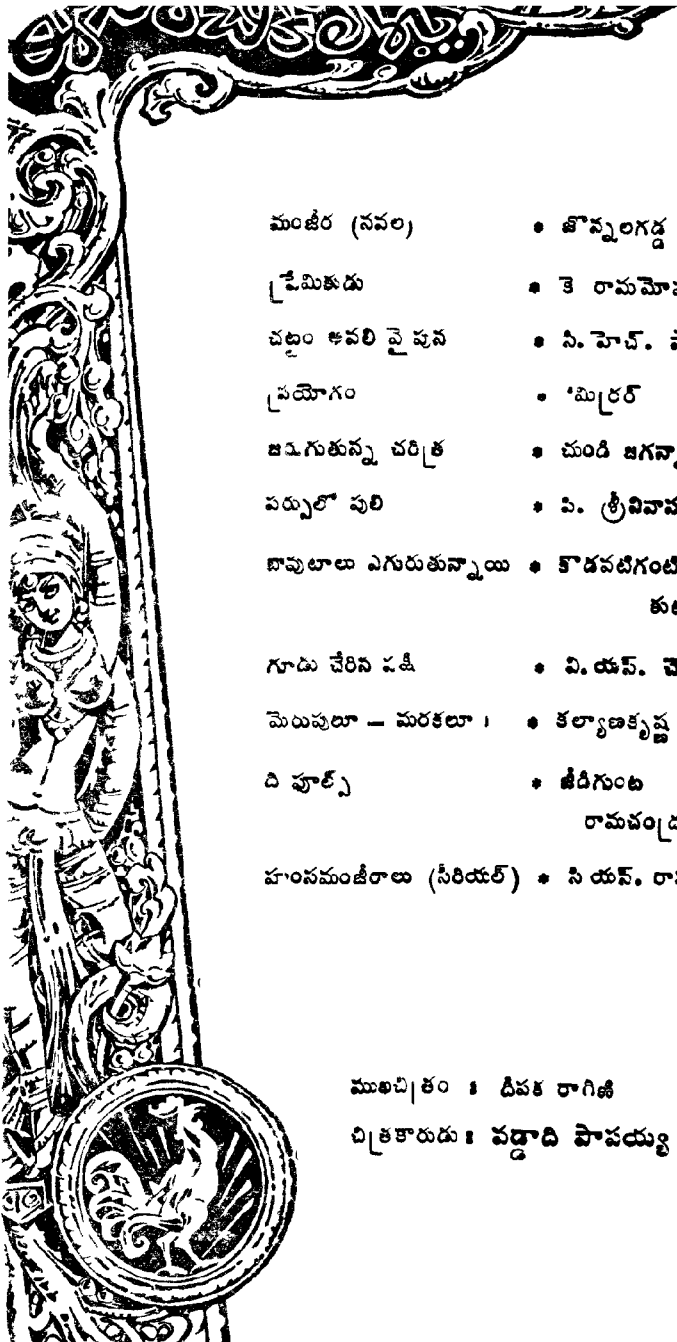 మంజీర (నవల) * జొన్నలగడ్డ
ప్రేమికుడు * కె రామమో
చట్టం అవలి వైపున * సి. హెచ్.
ప్రయోగం * 'మిర్రర్
జరుగుతున్న చరిత్ర * చుండి జగన్నా
పర్సులో పులి * పి. శ్రీనివాస
బావుటాలు ఎగురుతున్నాయి * కొడవటిగంటి
కుట
గూడు చేరిన పక్షి * వి. యస్.
మెరుపులూ – మరకలూ * కల్యాణకృష్ణ
ది ఫూల్స్ * జీడిగుంట
రామచంద్ర
హంసమంజీరాలు (సీరియల్) * సి యస్. రా
ముఖచిత్రం : దీపక రాగిణి
చిత్రకారుడు : వడ్డాది పాపయ్య